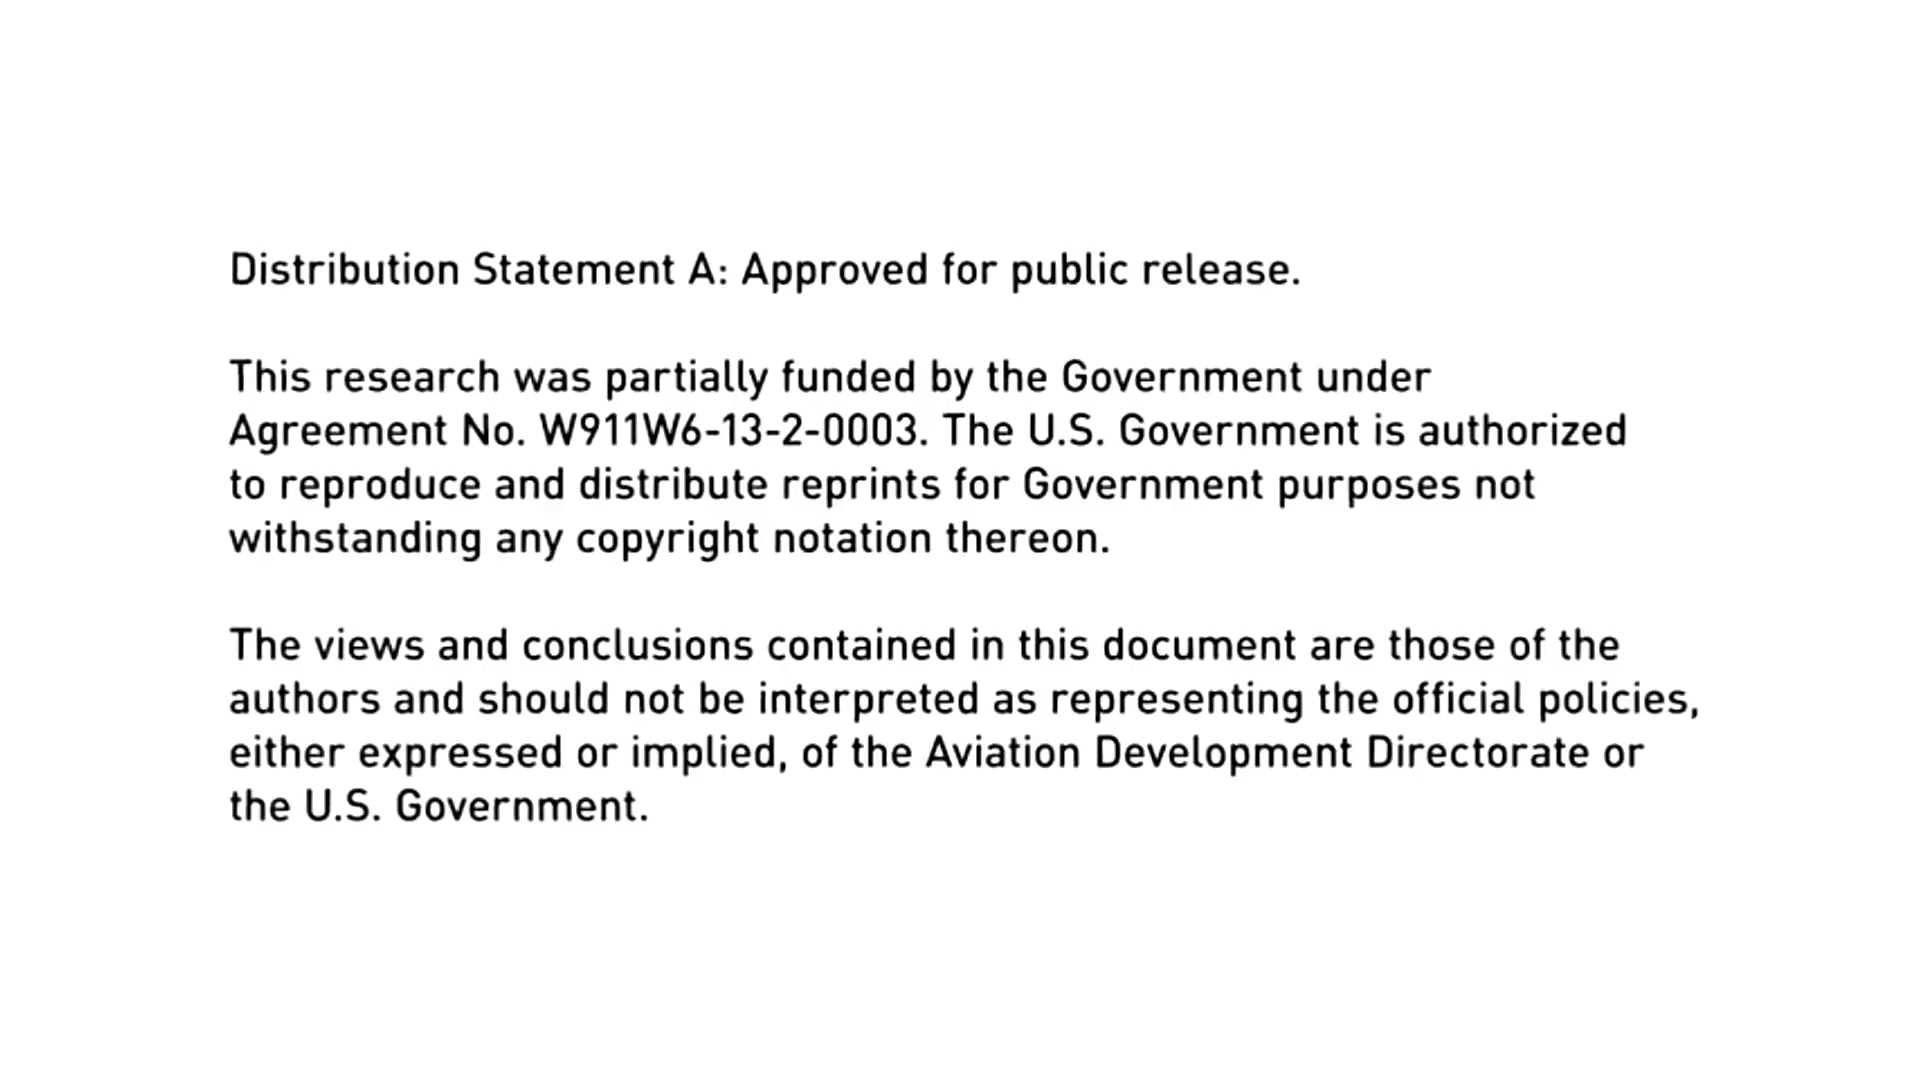 Distribution Statement A: Approved for public release.
This research was partially funded by the Government under
Agreement No. W911W6-13-2-0003. The U.S. Government is authorized
to reproduce and distribute reprints for Government purposes not
withstanding any copyright notation thereon.
The views and conclusions contained in this document are those of the
authors and should not be interpreted as representing the official policies,
either expressed or implied, of the Aviation Development Directorate or
the U.S. Government.